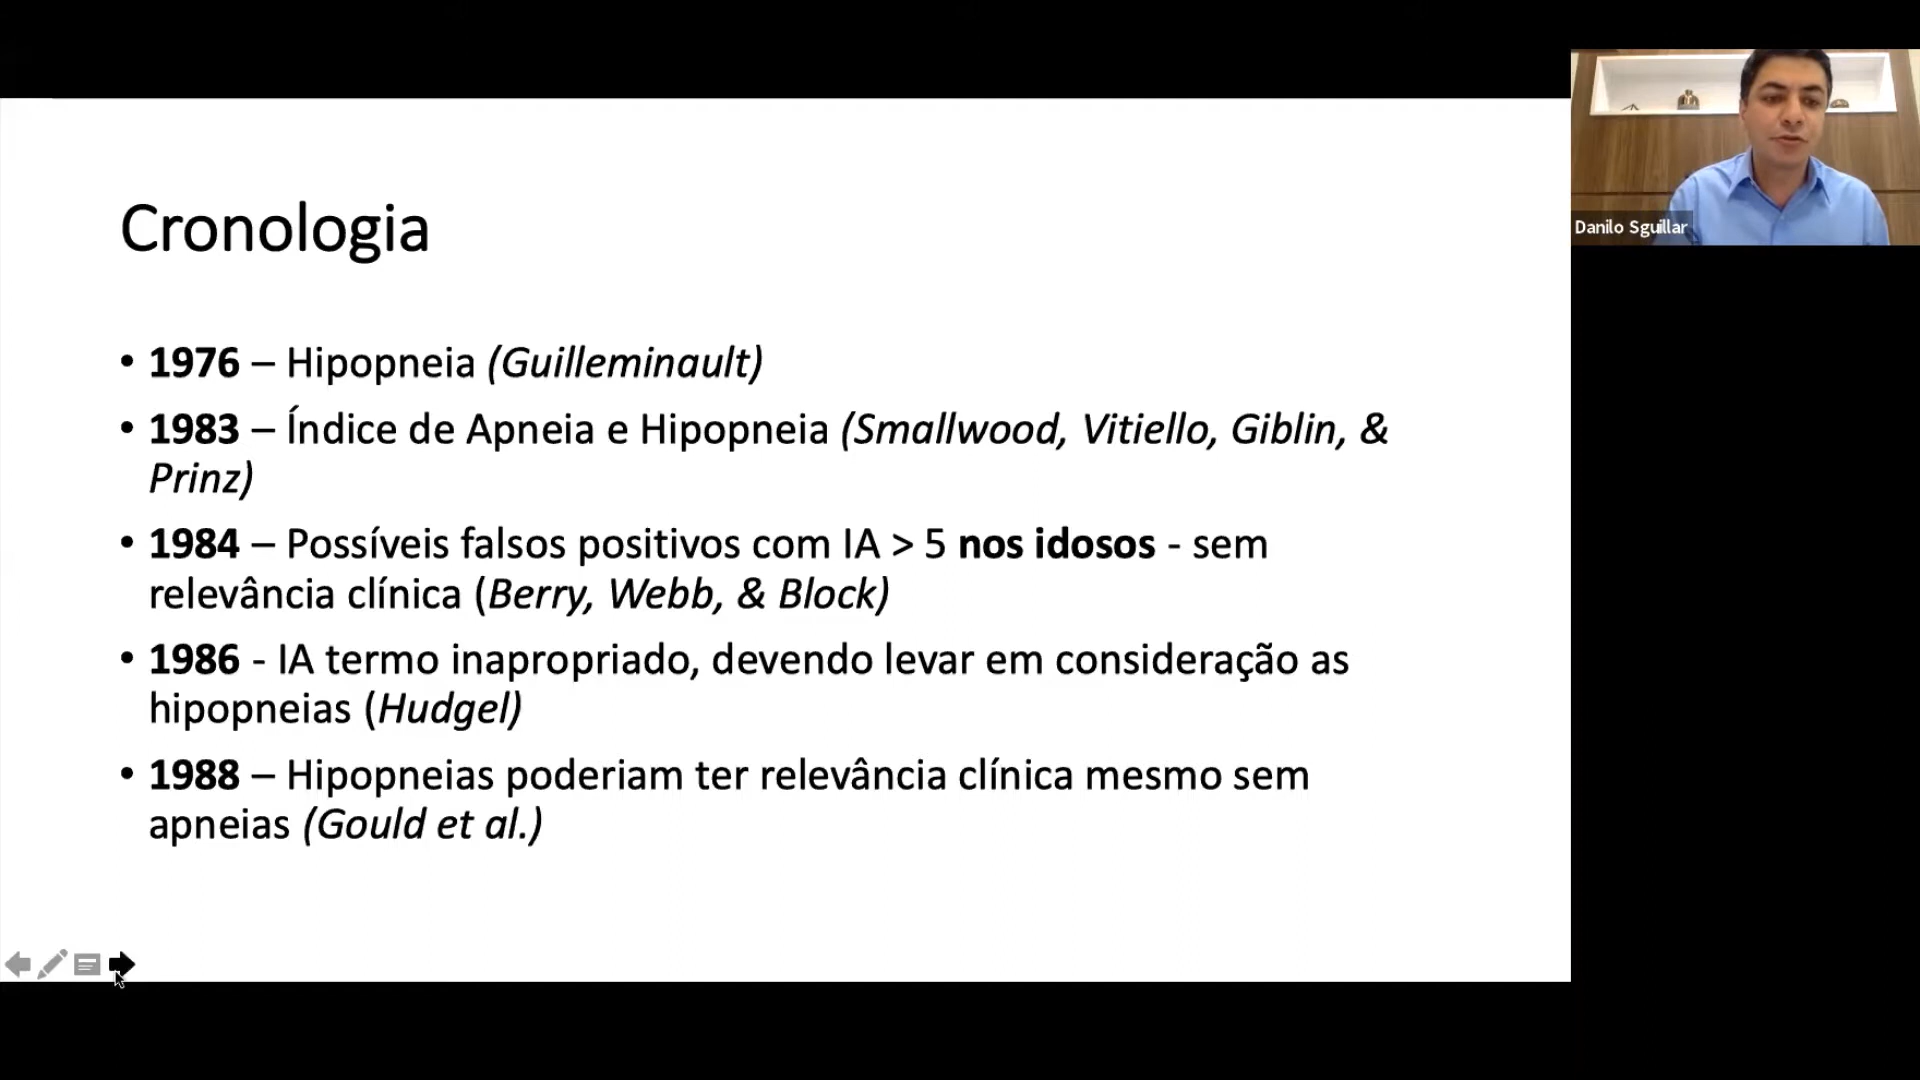 Cronologia
• 1976 – Hipopneia (Guilleminault)
• 1983 – Índice de Apneia e Hipopneia (Smallwood, Vitiello, Giblin, &
Prinz)
• 1984 – Possíveis falsos positivos com IA > 5 nos idosos - sem
relevância clínica (Berry, Webb, & Block)
• 1986 - IA termo inapropriado, devendo levar em consideração as
hipopneias (Hudgel)
• 1988 – Hipopneias poderiam ter relevância clínica mesmo sem
apneias (Gould et al.)
Danilo Sguillar